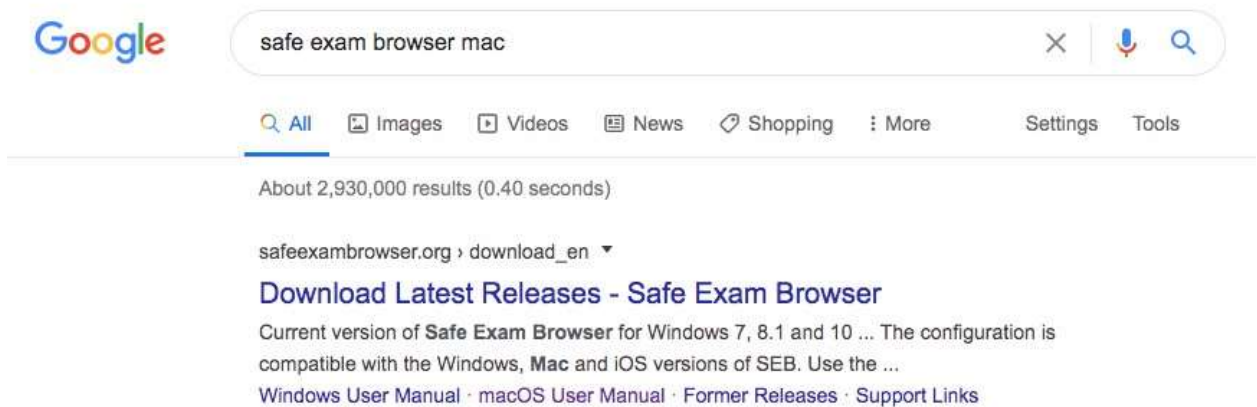 Google safe exam browser mac
All Images Videos News Shopping More Settings Tools
About 2,930,000 results (0.40 seconds)
safeexambrowser.org › download_en
Download Latest Releases - Safe Exam Browser
Current version of Safe Exam Browser for Windows 7, 8.1 and 10 ... The configuration is
compatible with the Windows, Mac and iOS versions of SEB. Use the ...
Windows User Manual · macOS User Manual · Former Releases · Support Links